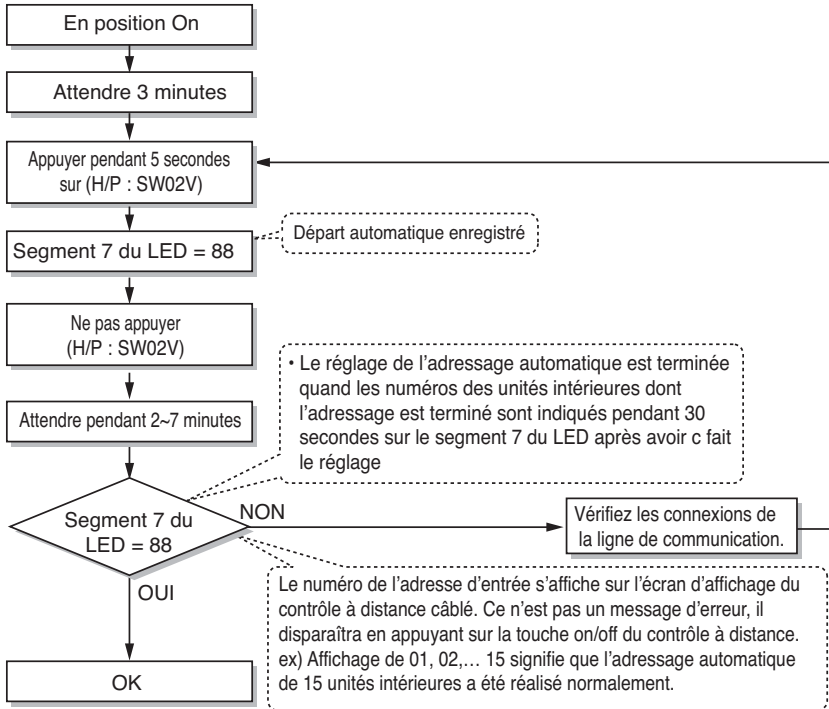 En position On
Attendre 3 minutes
Appuyer pendant 5 secondes
sur (H/P : SW02V)
Segment 7 du LED = 88
Départ automatique enregistré
Ne pas appuyer
(H/P : SW02V)
• Le réglage de l'adressage automatique est terminée
quand les numéros des unités intérieures dont
l'adressage est terminé sont indiqués pendant 30
secondes sur le segment 7 du LED après avoir c fait
le réglage
Attendre pendant 2~7 minutes
Segment 7 du
LED = 88
NON
Vérifiez les connexions de
la ligne de communication.
OUI
Le numéro de l'adresse d'entrée s'affiche sur l'écran d'affichage du
contrôle à distance câblé. Ce n'est pas un message d'erreur, il
disparaîtra en appuyant sur la touche on/off du contrôle à distance.
ex) Affichage de 01, 02,… 15 signifie que l'adressage automatique
de 15 unités intérieures a été réalisé normalement.
OK